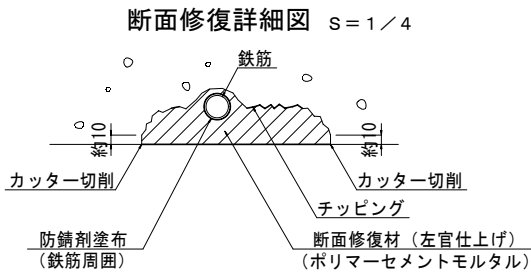 断面修復詳細図 S=1/4
鉄筋
約10
約10
カッター切削
カッター切削
チッピング
防錆剤塗布
(鉄筋周囲)
断面修復材(左官仕上げ)
(ポリマーセメントモルタル)